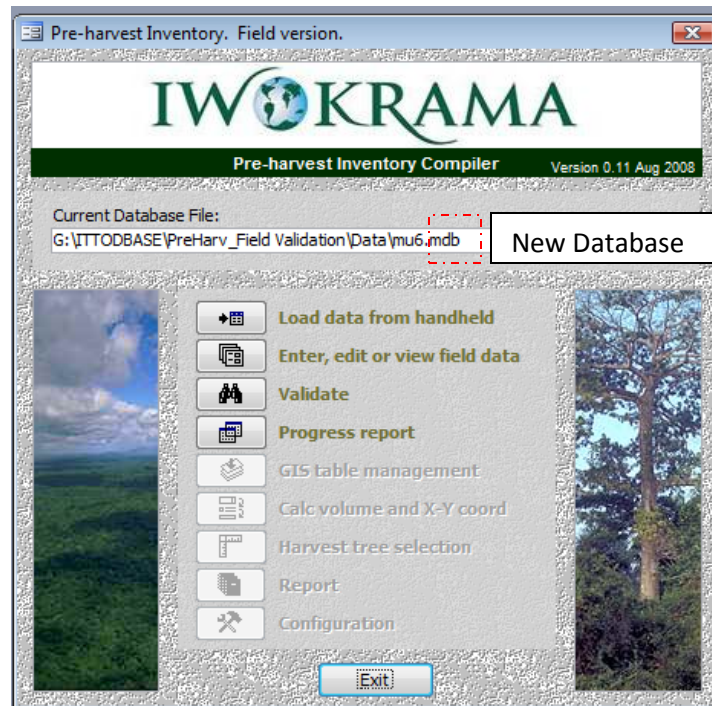 Pre-harvest Inventory. Field version.
IWOKRAMA
Pre-harvest Inventory Compiler
Version 0.11 Aug 2008
Current Database File:
G:\ITTODBASE\PreHarv_Field Validation\Data\mu6.mdb
New Database
Load data from handheld
Enter, edit or view field data
Validate
Progress report
GIS table management
Calc volume and X-Y coord
Harvest tree selection
Report
Configuration
Exit